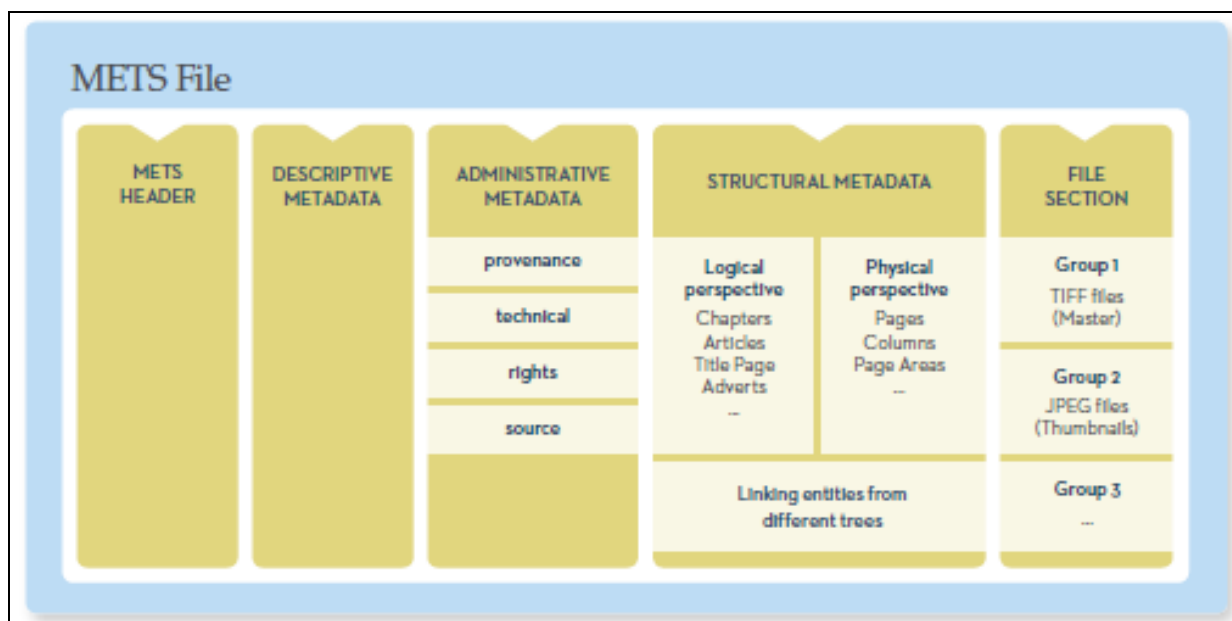 METS File
METS
HEADER
DESCRIPTIVE
METADATA
ADMINISTRATIVE
METADATA
provenance
technical
rights
source
STRUCTURAL METADATA
Logical
perspective
Chapters
Articles
Title Page
Adverts
...
Physical
perspective
Pages
Columns
Page Areas
...
Linking entities from
different trees
FILE
SECTION
Group 1
TIFF files
(Master)
Group 2
JPEG files
(Thumbnails)
Group 3
...